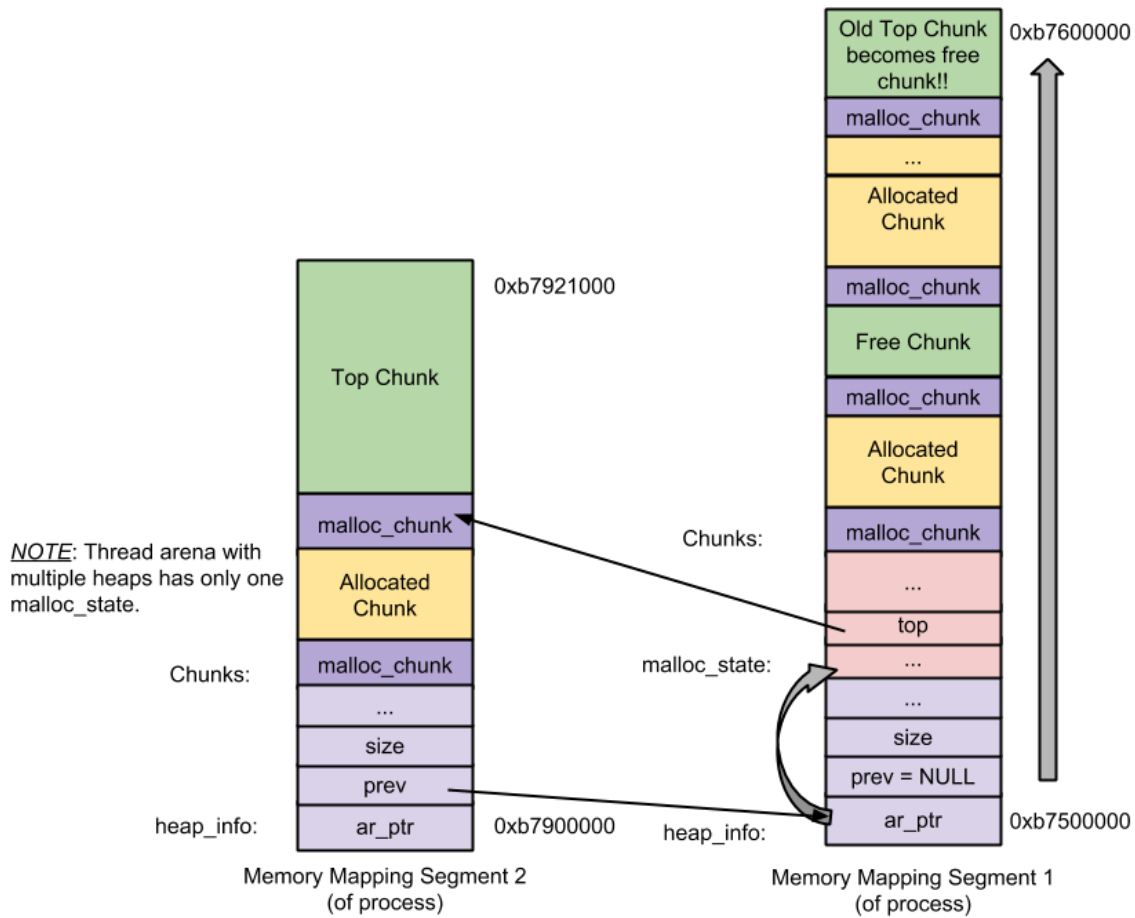 NOTE: Thread arena with
multiple heaps has only one
malloc_state.
0xb7921000
Top Chunk
malloc_chunk
Allocated
Chunk
Chunks:
malloc_chunk
...
size
prev
heap_info:
ar_ptr
0xb7900000
Memory Mapping Segment 2
(of process)
Old Top Chunk
becomes free
chunk!!
0xb7600000
malloc_chunk
...
Allocated
Chunk
malloc_chunk
Free Chunk
malloc_chunk
Allocated
Chunk
Chunks:
malloc_chunk
...
top
malloc_state:
...
...
size
prev = NULL
heap_info:
ar_ptr
0xb7500000
Memory Mapping Segment 1
(of process)